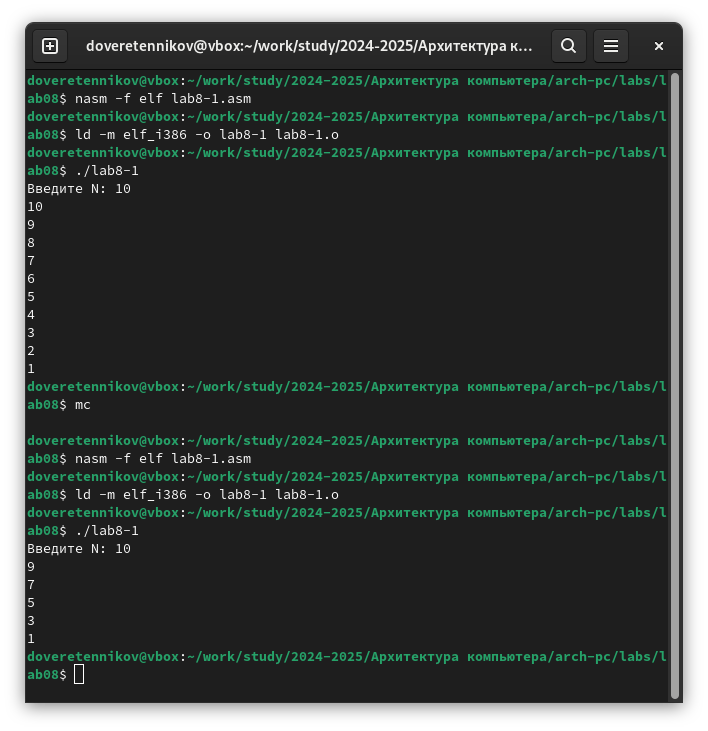 doveretennikov@vbox:~/work/study/2024-2025/Архитектура к...
doveretennikov@vbox:~/work/study/2024-2025/Архитектура компьютера/arch-pc/labs/l
ab08$ nasm -f elf lab8-1.asm
doveretennikov@vbox:~/work/study/2024-2025/Архитектура компьютера/arch-pc/labs/l
ab08$ ld -m elf_i386 -o lab8-1 lab8-1.o
doveretennikov@vbox:~/work/study/2024-2025/Архитектура компьютера/arch-pc/labs/l
ab08$ ./lab8-1
Введите N: 10
10
9
8
7
6
5
4
3
2
1
doveretennikov@vbox:~/work/study/2024-2025/Архитектура компьютера/arch-pc/labs/l
ab08$ mc
doveretennikov@vbox:~/work/study/2024-2025/Архитектура компьютера/arch-pc/labs/l
ab08$ nasm -f elf lab8-1.asm
doveretennikov@vbox:~/work/study/2024-2025/Архитектура компьютера/arch-pc/labs/l
ab08$ ld -m elf_i386 -o lab8-1 lab8-1.o
doveretennikov@vbox:~/work/study/2024-2025/Архитектура компьютера/arch-pc/labs/l
ab08$ ./lab8-1
Введите N: 10
9
7
5
3
1
doveretennikov@vbox:~/work/study/2024-2025/Архитектура компьютера/arch-pc/labs/l
ab08$